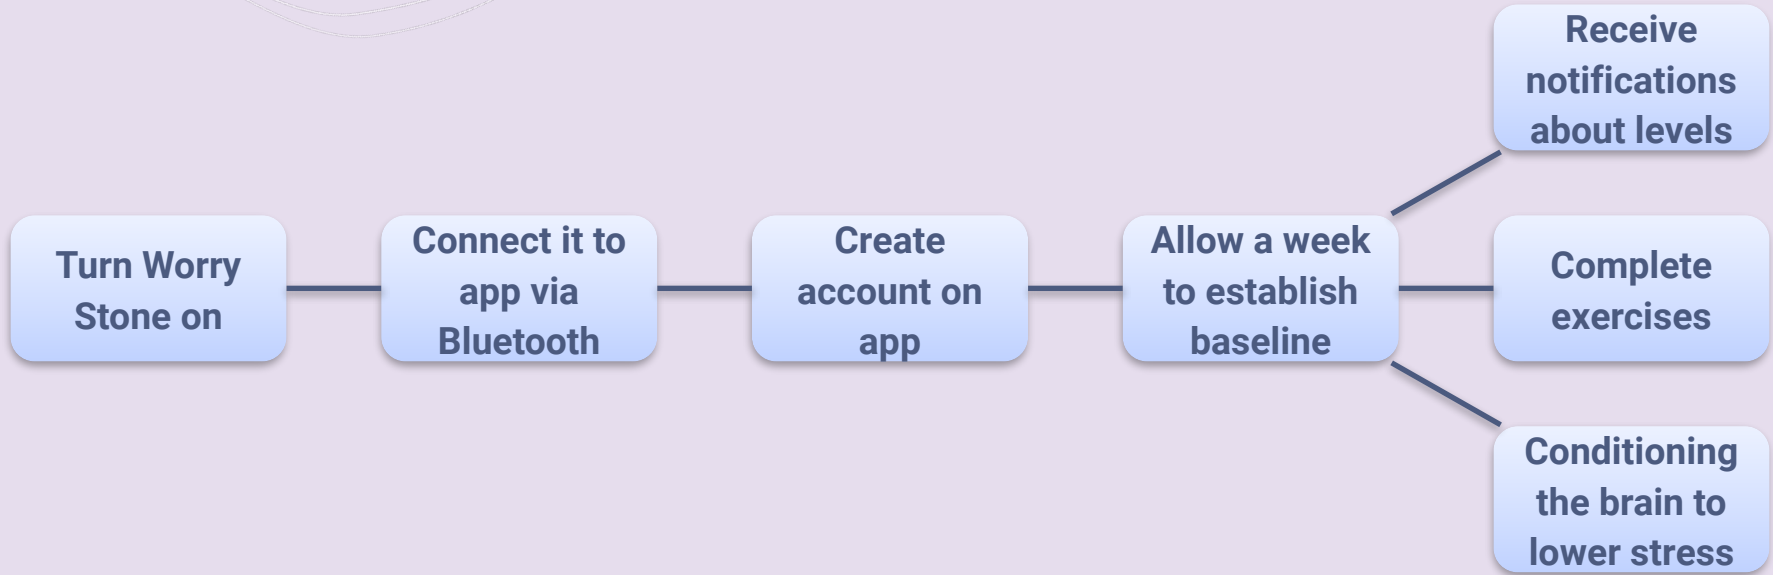 Turn Worry
Stone on
Connect it to
app via
Bluetooth
Create
account on
app
Allow a week
to establish
baseline
Receive
notifications
about levels
Complete
exercises
Conditioning
the brain to
lower stress